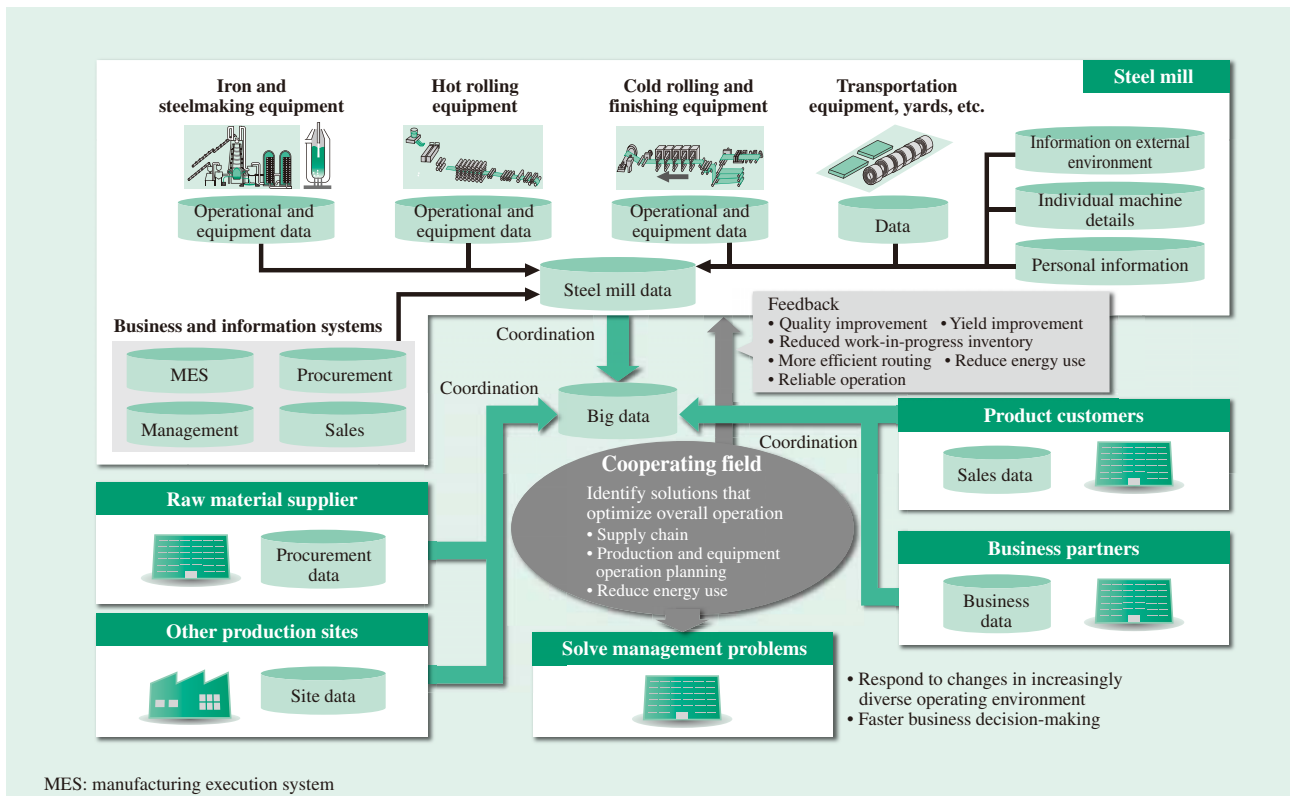 Steel mill
Iron and
steelmaking equipment
Hot rolling
equipment
Cold rolling and
finishing equipment
Transportation
equipment, yards, etc.
Operational and
equipment data
Operational and
equipment data
Operational and
equipment data
Data
Information on external
environment
Individual machine
details
Personal information
Steel mill data
Business and information systems
MES
Procurement
Management
Sales
Coordination
Feedback
• Quality improvement • Yield improvement
• Reduced work-in-progress inventory
• More efficient routing • Reduce energy use
• Reliable operation
Coordination
Big data
Coordination
Product customers
Sales data
Cooperating field
Identify solutions that
optimize overall operation
• Supply chain
• Production and equipment
operation planning
• Reduce energy use
Raw material supplier
Procurement
data
Business partners
Business
data
Other production sites
Site data
Solve management problems
• Respond to changes in increasingly
diverse operating environment
• Faster business decision-making
MES: manufacturing execution system